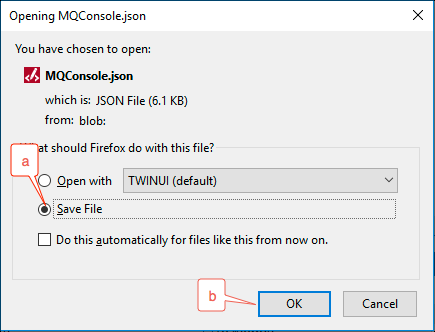 Opening MQConsole.json
You have chosen to open:
MQConsole.json
which is: JSON File (6.1 KB)
from: blob:
What should Firefox do with this file?
a
Open with TWINUI (default)
Save File
Do this automatically for files like this from now on.
b
OK Cancel